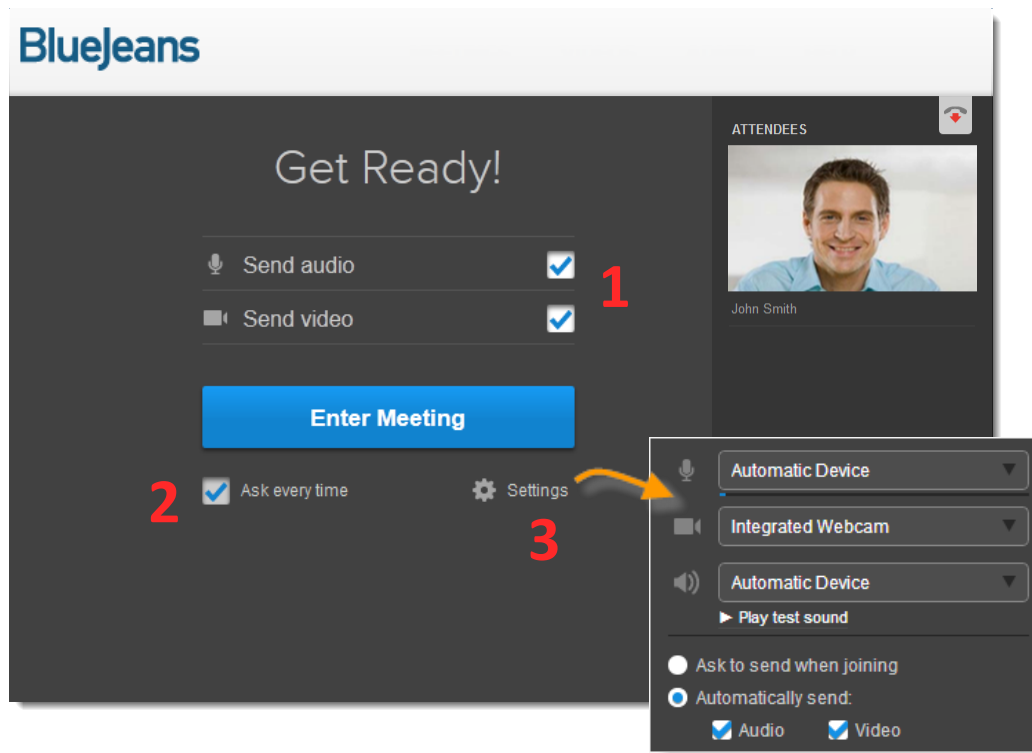 BlueJeans
ATTENDEES
Get Ready!
Send audio
1
Send video
John Smith
Enter Meeting
2
Ask every time
Settings
3
Automatic Device
Integrated Webcam
Automatic Device
Play test sound
Ask to send when joining
Automatically send:
Audio Video